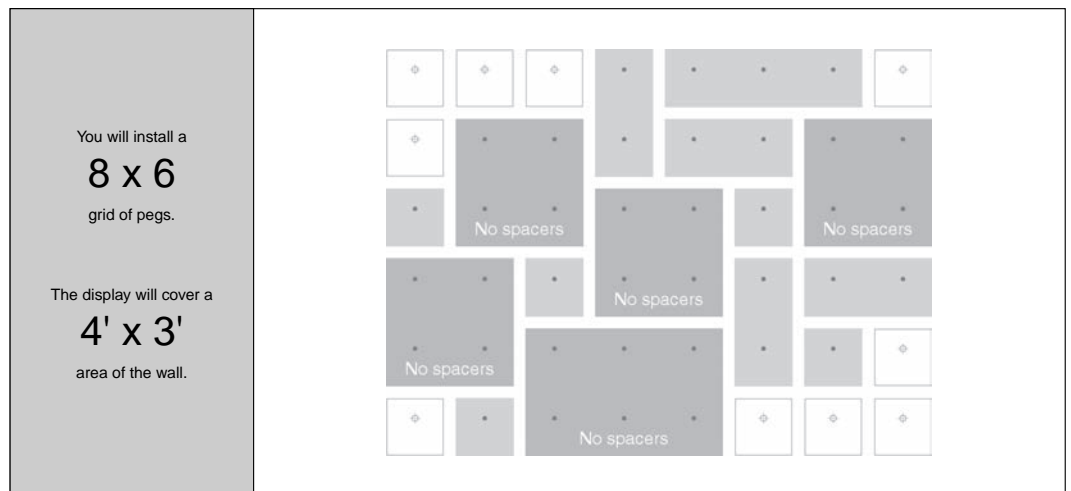 You will install a
8 x 6
grid of pegs.
The display will cover a
4' x 3'
area of the wall.
No spacers
No spacers
No spacers
No spacers
No spacers